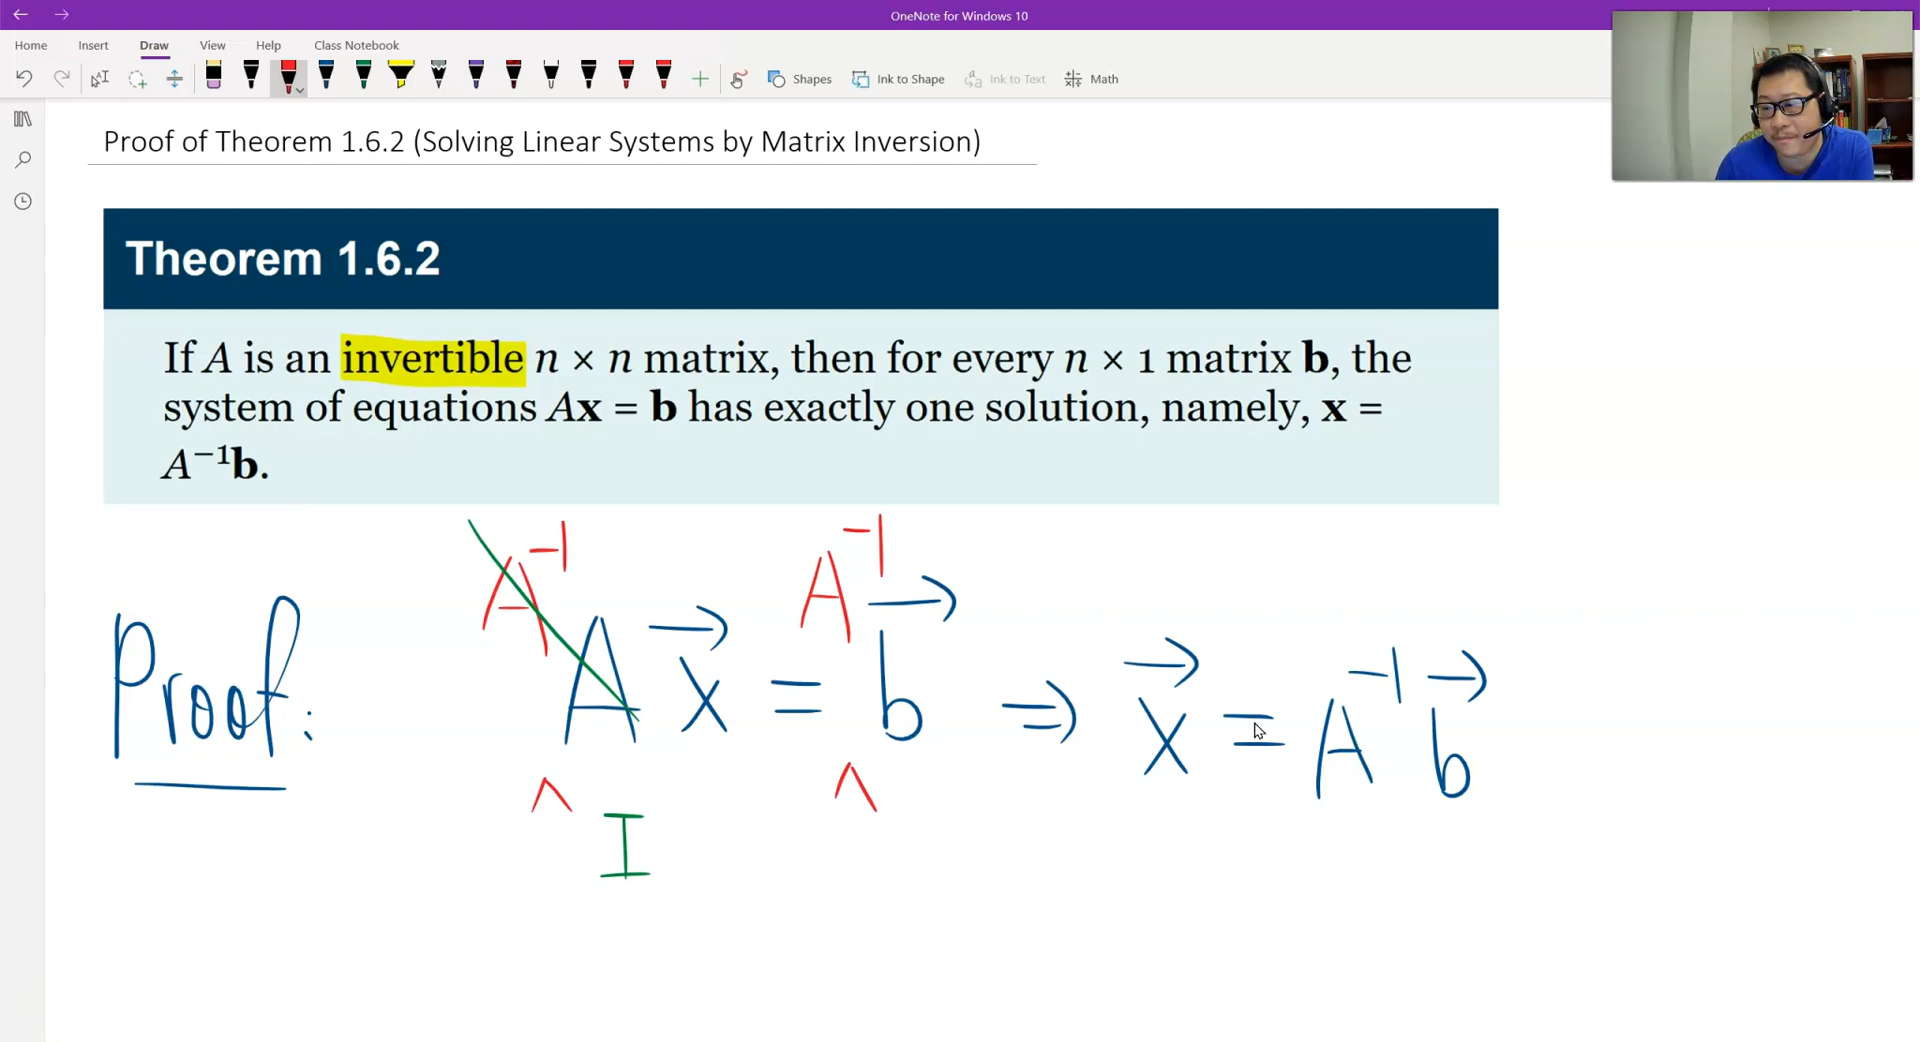 OneNote for Windows 10
Home Insert Draw View Help Class Notebook
Shapes Ink to Shape Ink to Text Math
Proof of Theorem 1.6.2 (Solving Linear Systems by Matrix Inversion)
Theorem 1.6.2
If A is an invertible n × n matrix, then for every n × 1 matrix b, the
system of equations Ax = b has exactly one solution, namely, x =
A⁻¹b.
Proof: A⁻¹ A x⃗ = A⁻¹ b⃗ ⇒ x⃗ = A⁻¹ b⃗
^ ^
I